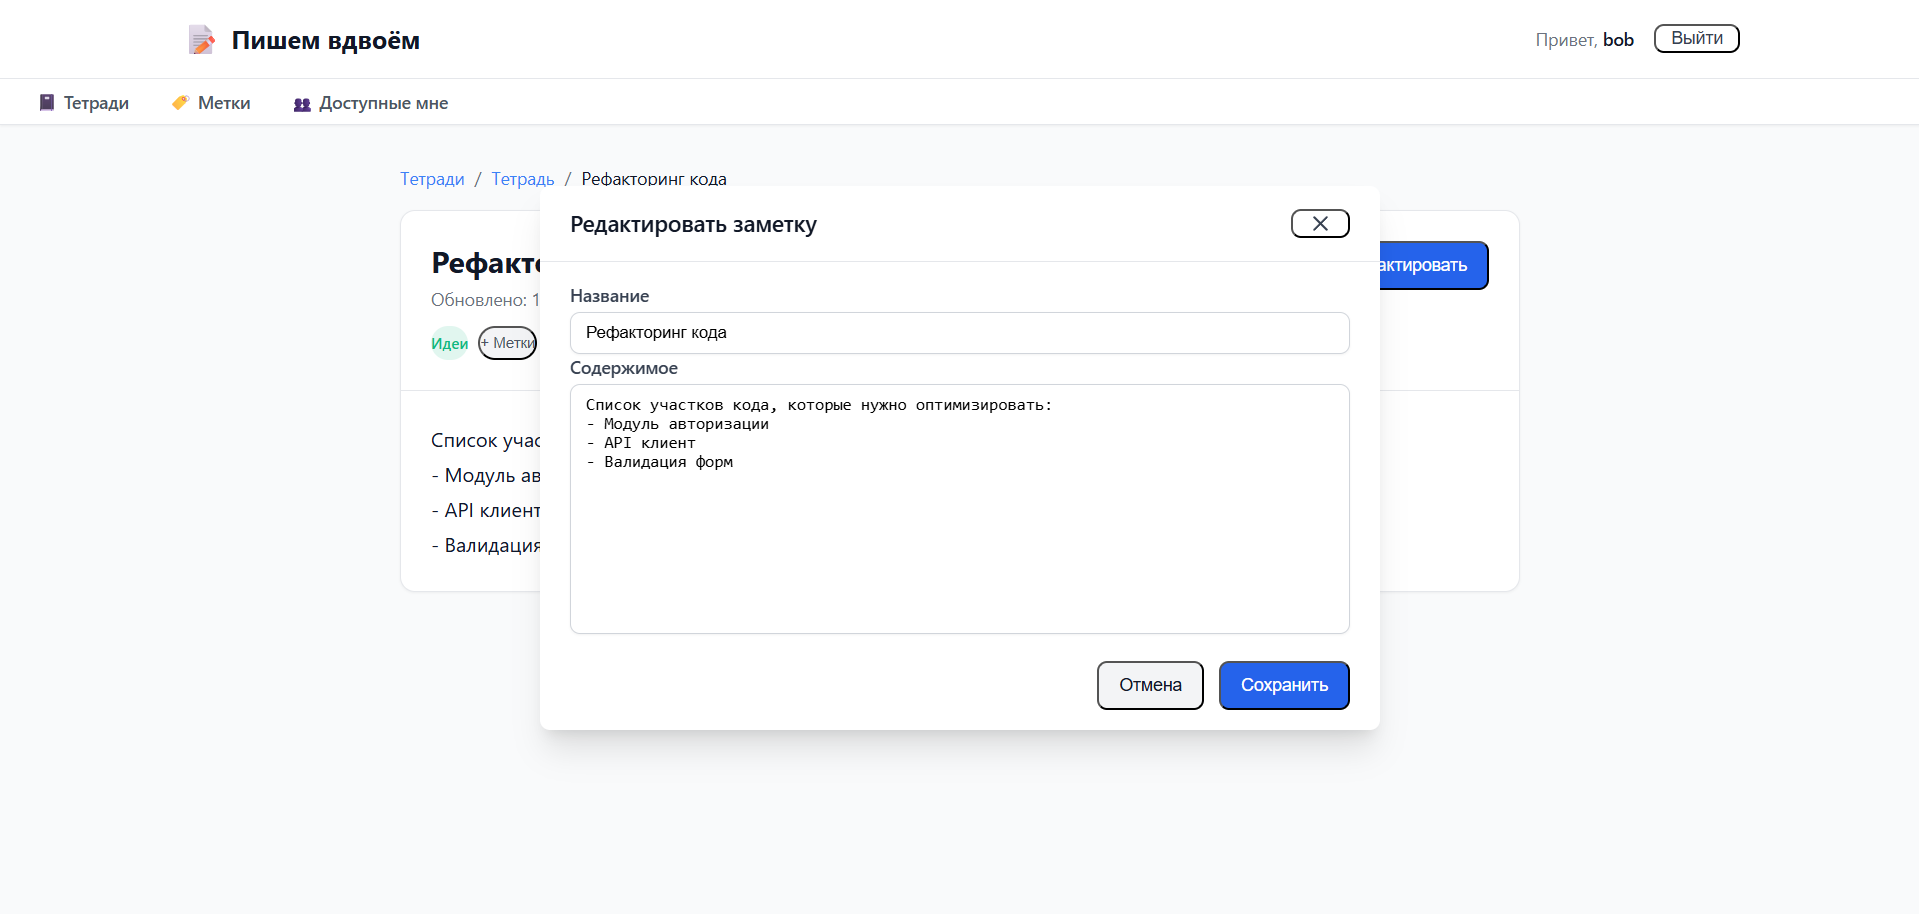 Пишем вдвоём
Привет, bob
Выйти
Тетради
Метки
Доступные мне
Тетради / Тетрадь / Рефакторинг кода
Редактировать заметку
Название
Рефакторинг кода
Содержимое
Список участков кода, которые нужно оптимизировать:
- Модуль авторизации
- API клиент
- Валидация форм
Отмена
Сохранить
Рефакто
актировать
Обновлено: 1
Идеи
+ Метки
Список учас
- Модуль ав
- API клиент
- Валидация